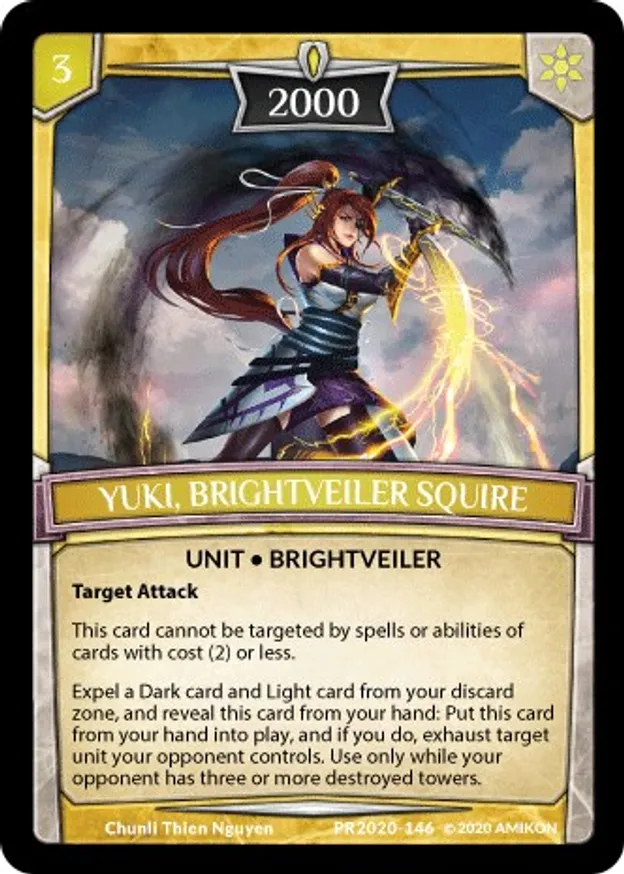 3
2000
YUKI, BRIGHTVEILER SQUIRE
UNIT • BRIGHTVEILER
Target Attack
This card cannot be targeted by spells or abilities of
cards with cost (2) or less.
Expel a Dark card and Light card from your discard
zone, and reveal this card from your hand: Put this card
from your hand into play, and if you do, exhaust target
unit your opponent controls. Use only while your
opponent has three or more destroyed towers.
Chunli Thien Nguyen PR2020-146 © 2020 AMIKON